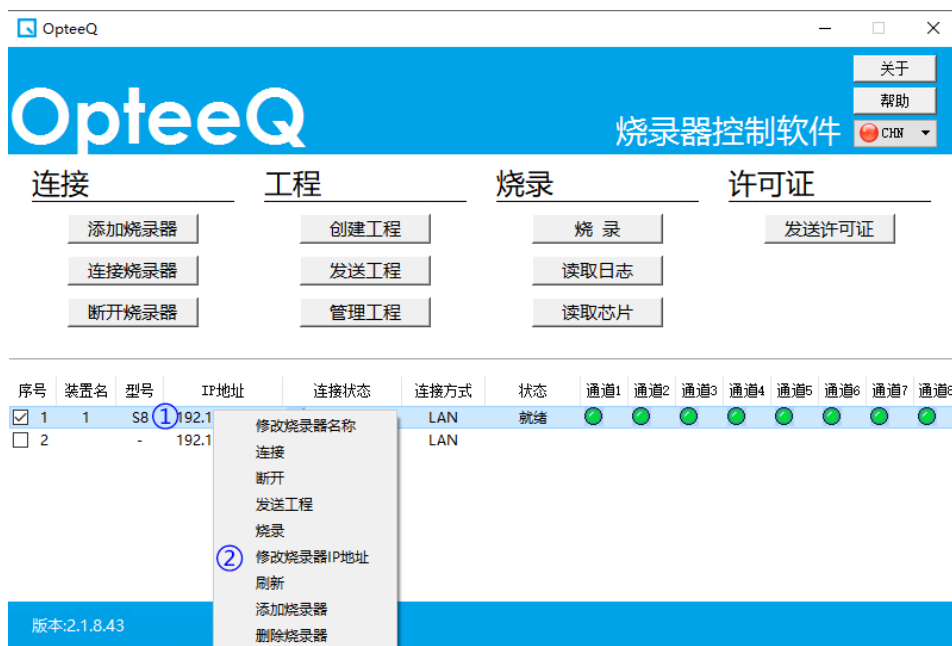 OpteeQ
关于
帮助
OpteeQ
烧录器控制软件
CHN
连接 工程 烧录 许可证
添加烧录器 创建工程 烧 录 发送许可证
连接烧录器 发送工程 读取日志
断开烧录器 管理工程 读取芯片
序号 装置名 型号 IP地址 连接状态 连接方式 状态 通道1 通道2 通道3 通道4 通道5 通道6 通道7 通道8
1 1 S8 ① 192.1 LAN 就绪
2 - 192.1 LAN
修改烧录器名称
连接
断开
发送工程
烧录
② 修改烧录器IP地址
刷新
添加烧录器
删除烧录器
版本:2.1.8.43